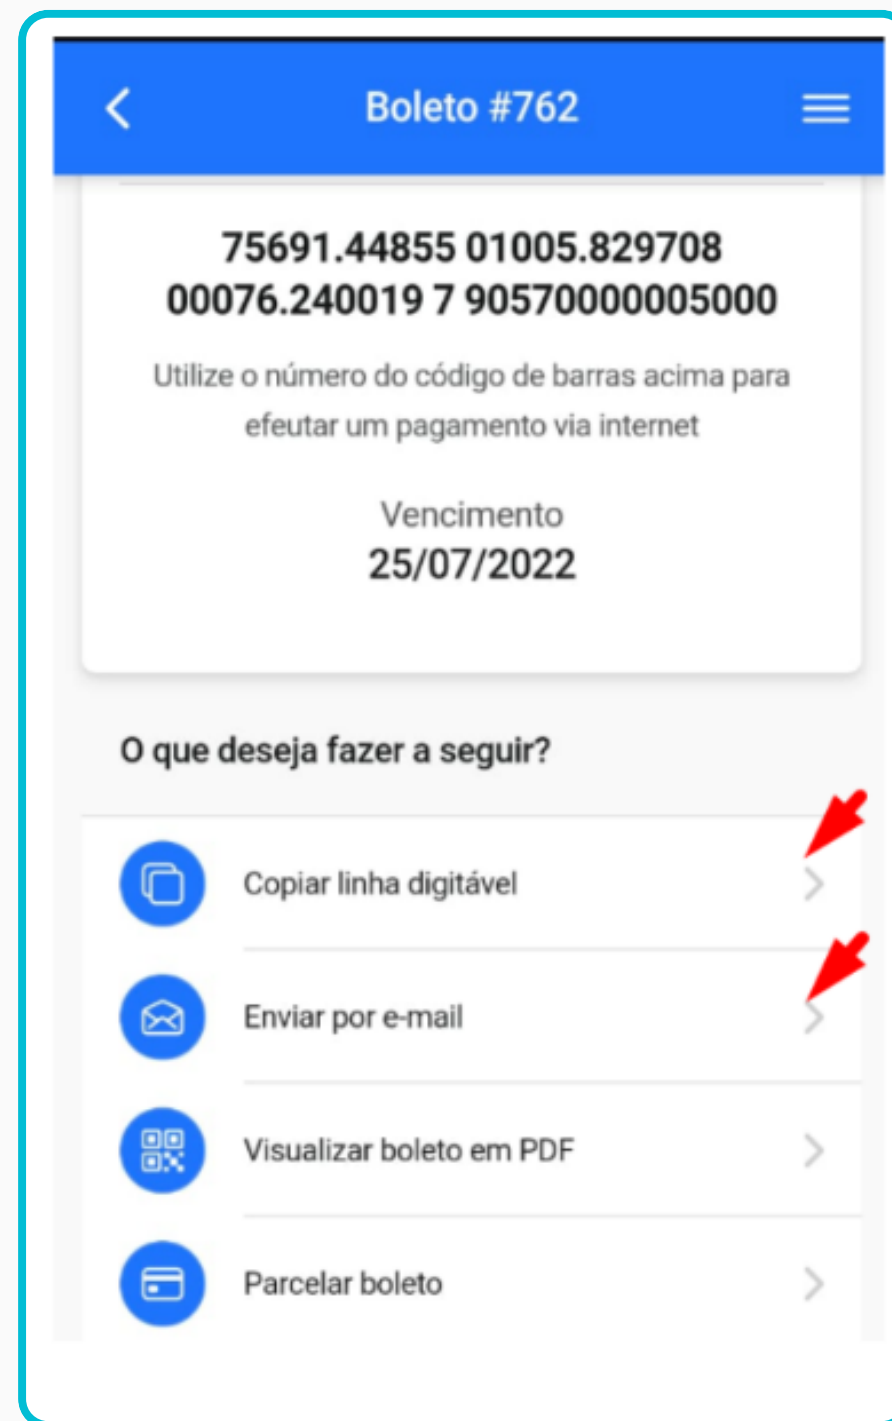 Boleto #762
75691.44855 01005.829708
00076.240019 7 90570000005000
Utilize o número do código de barras acima para
efeutar um pagamento via internet
Vencimento
25/07/2022
O que deseja fazer a seguir?
Copiar linha digitável
Enviar por e-mail
Visualizar boleto em PDF
Parcelar boleto